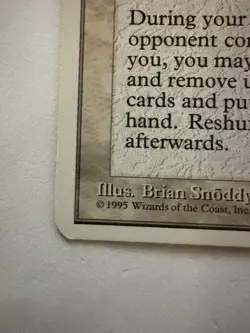 During your
opponent con
you, you may
and remove u
cards and pu
hand. Reshu
afterwards.
Illus. Brian Snõddy
© 1995 Wizards of the Coast, Inc